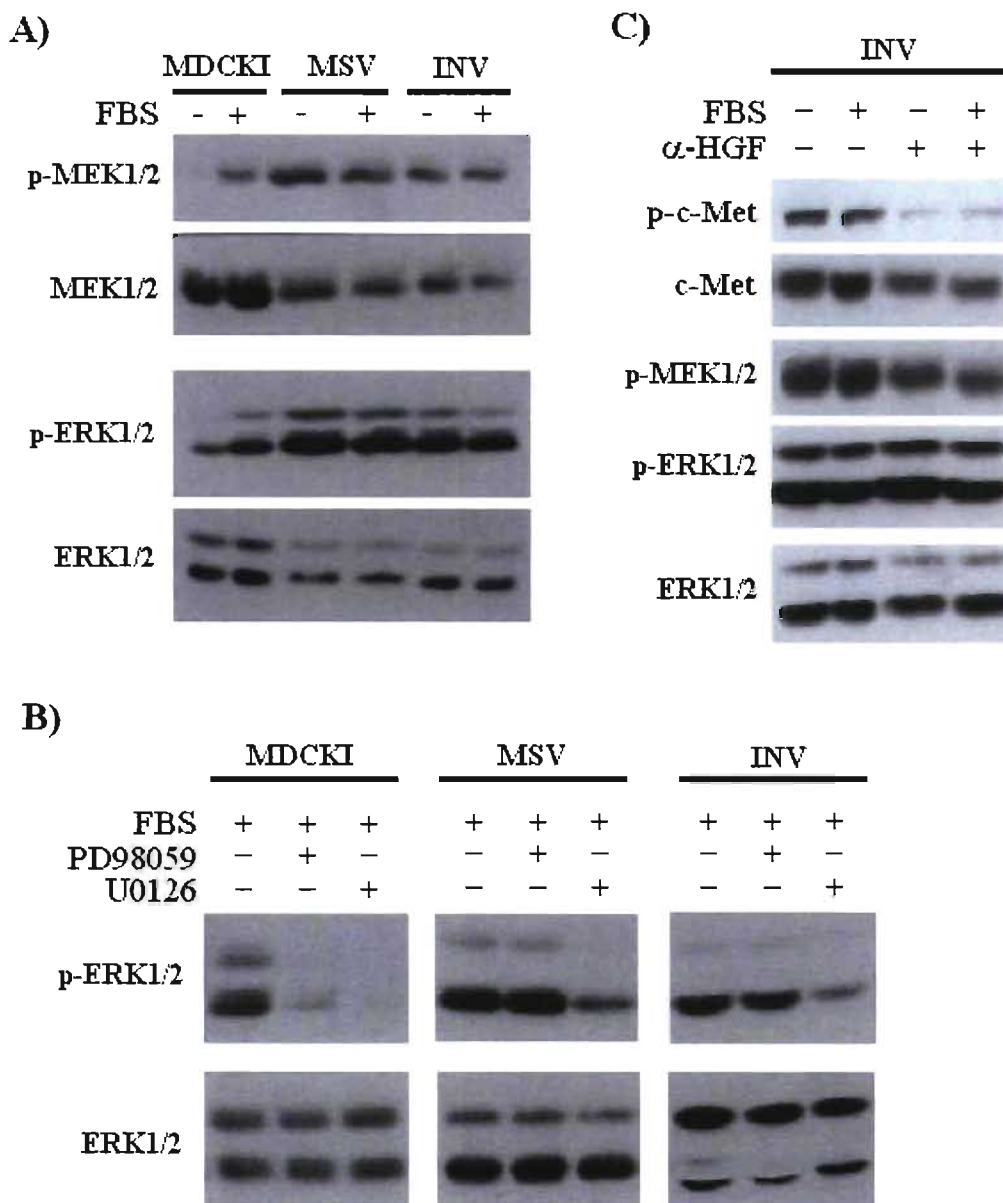 A)
MDCKI MSV INV
FBS - + - + - +
p-MEK1/2
MEK1/2
p-ERK1/2
ERK1/2
C)
INV
FBS − + − +
α-HGF − − + +
p-c-Met
c-Met
p-MEK1/2
p-ERK1/2
ERK1/2
B)
MDCKI MSV INV
FBS + + + + + + + + +
PD98059 − + − − + − − + −
U0126 − − + − − + − − +
p-ERK1/2
ERK1/2